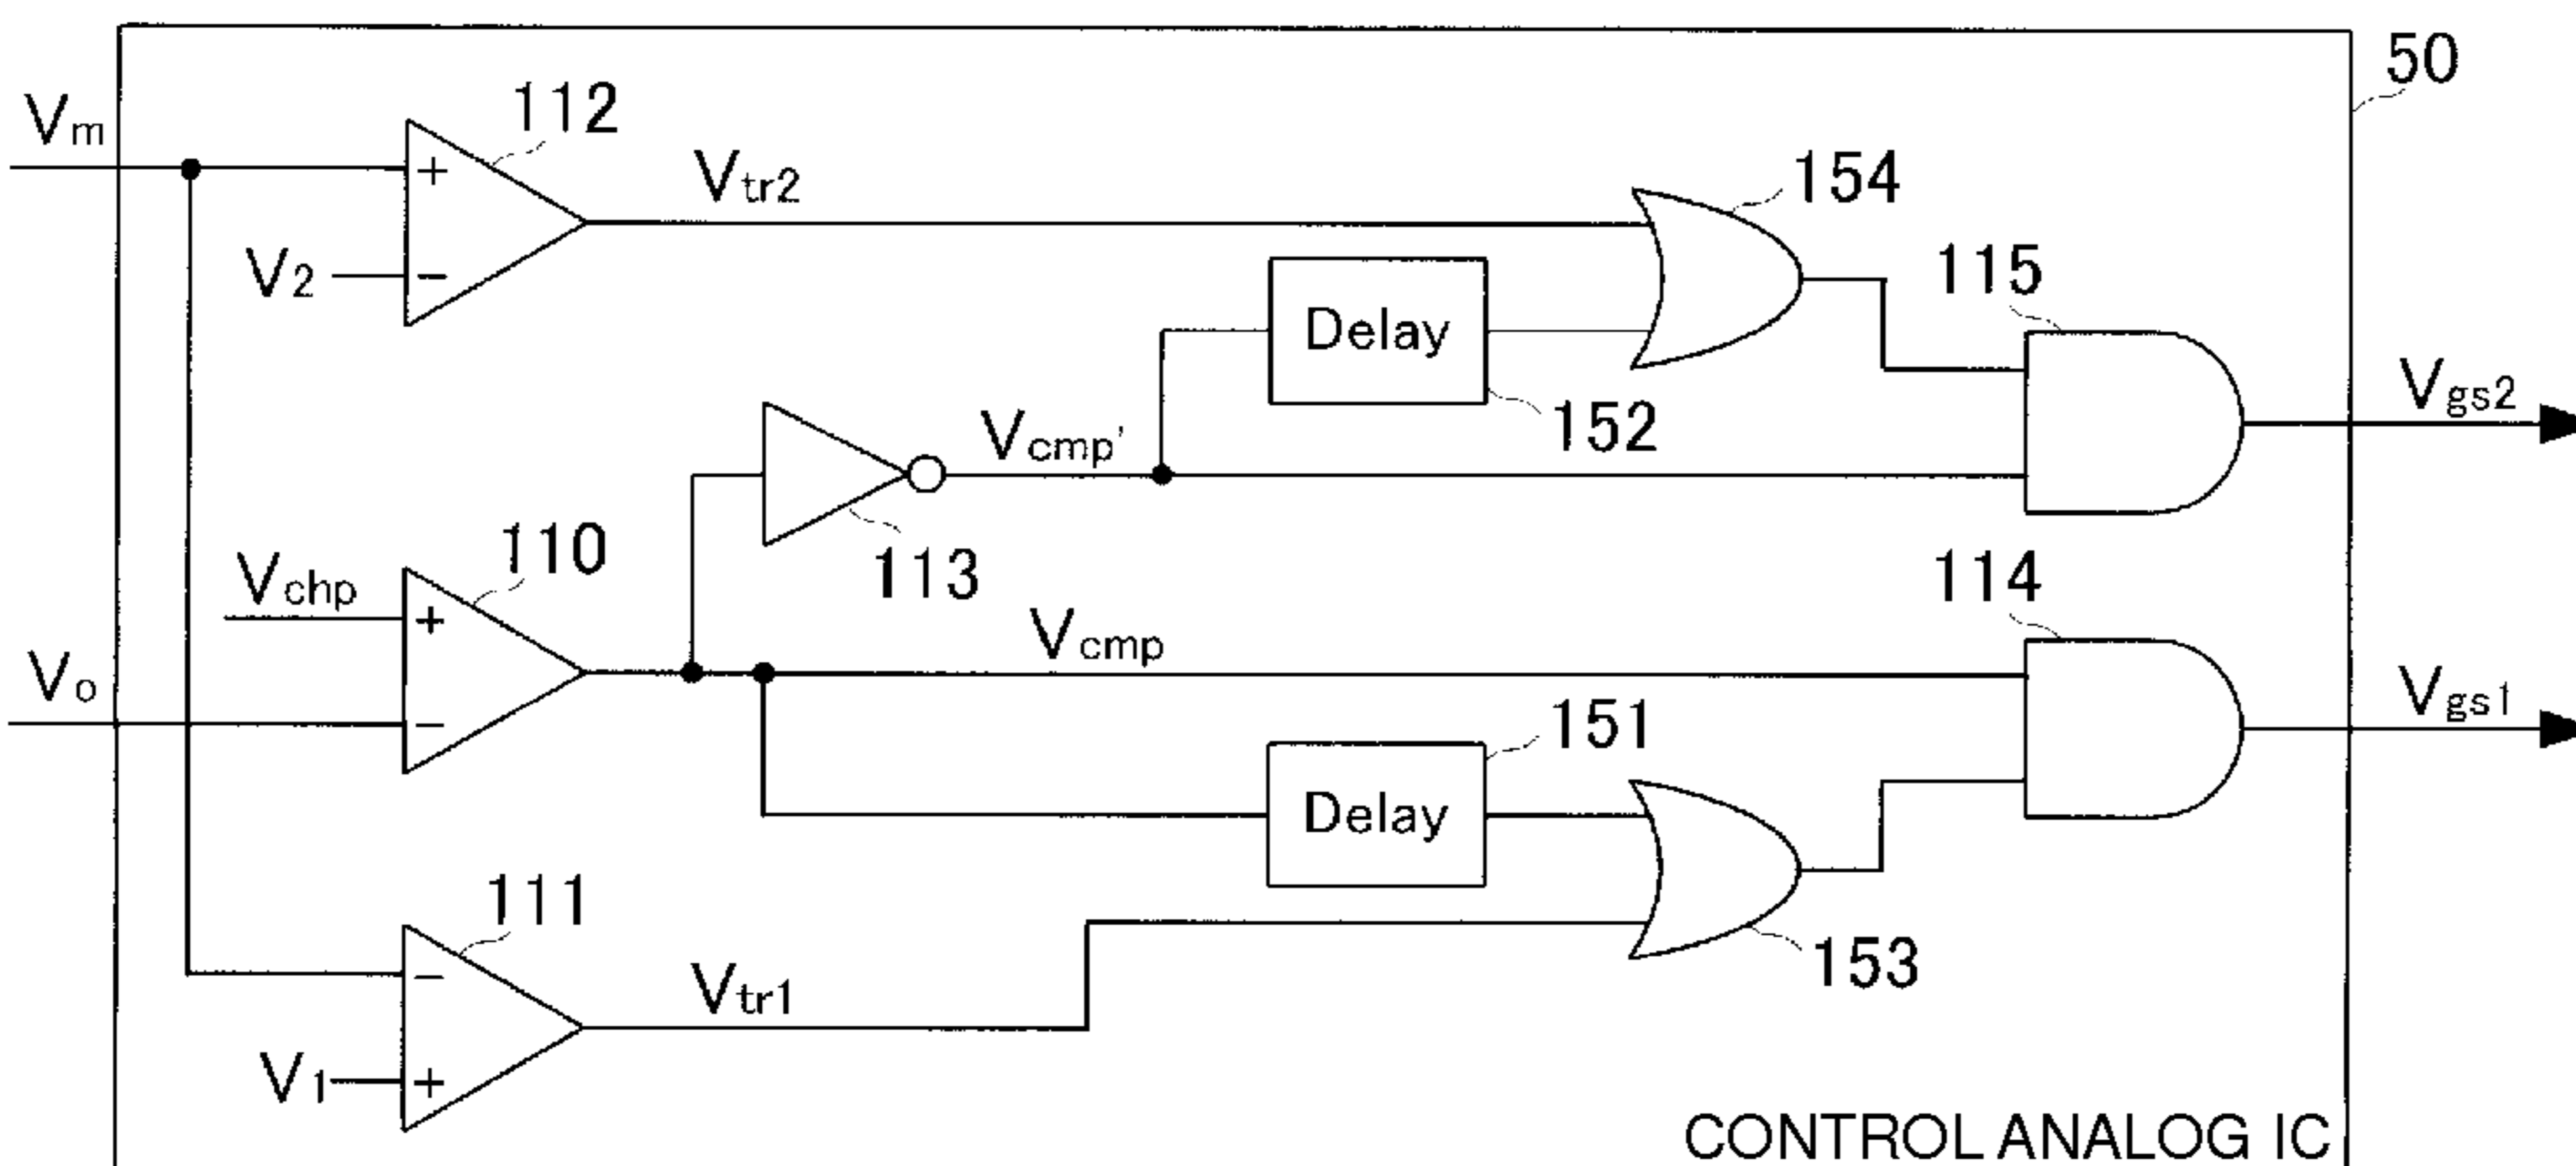 50
Vm
112
+
Vtr2
154
V2
−
Delay
115
152
Vgs2
Vcmp'
110
113
114
Vchp
+
Vcmp
Vo
−
151
Vgs1
Delay
111
−
153
Vtr1
V1
+
CONTROL ANALOG IC